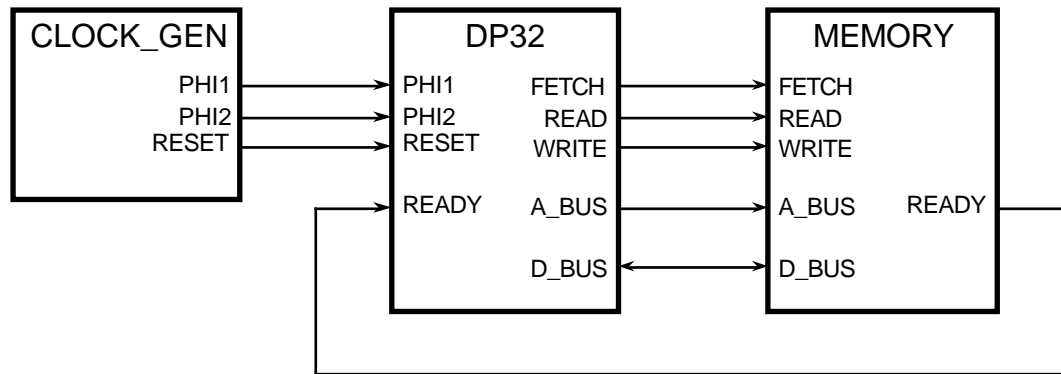 CLOCK_GEN
PHI1
PHI2
RESET
DP32
PHI1
PHI2
RESET
READY
FETCH
READ
WRITE
A_BUS
D_BUS
MEMORY
FETCH
READ
WRITE
A_BUS
D_BUS
READY